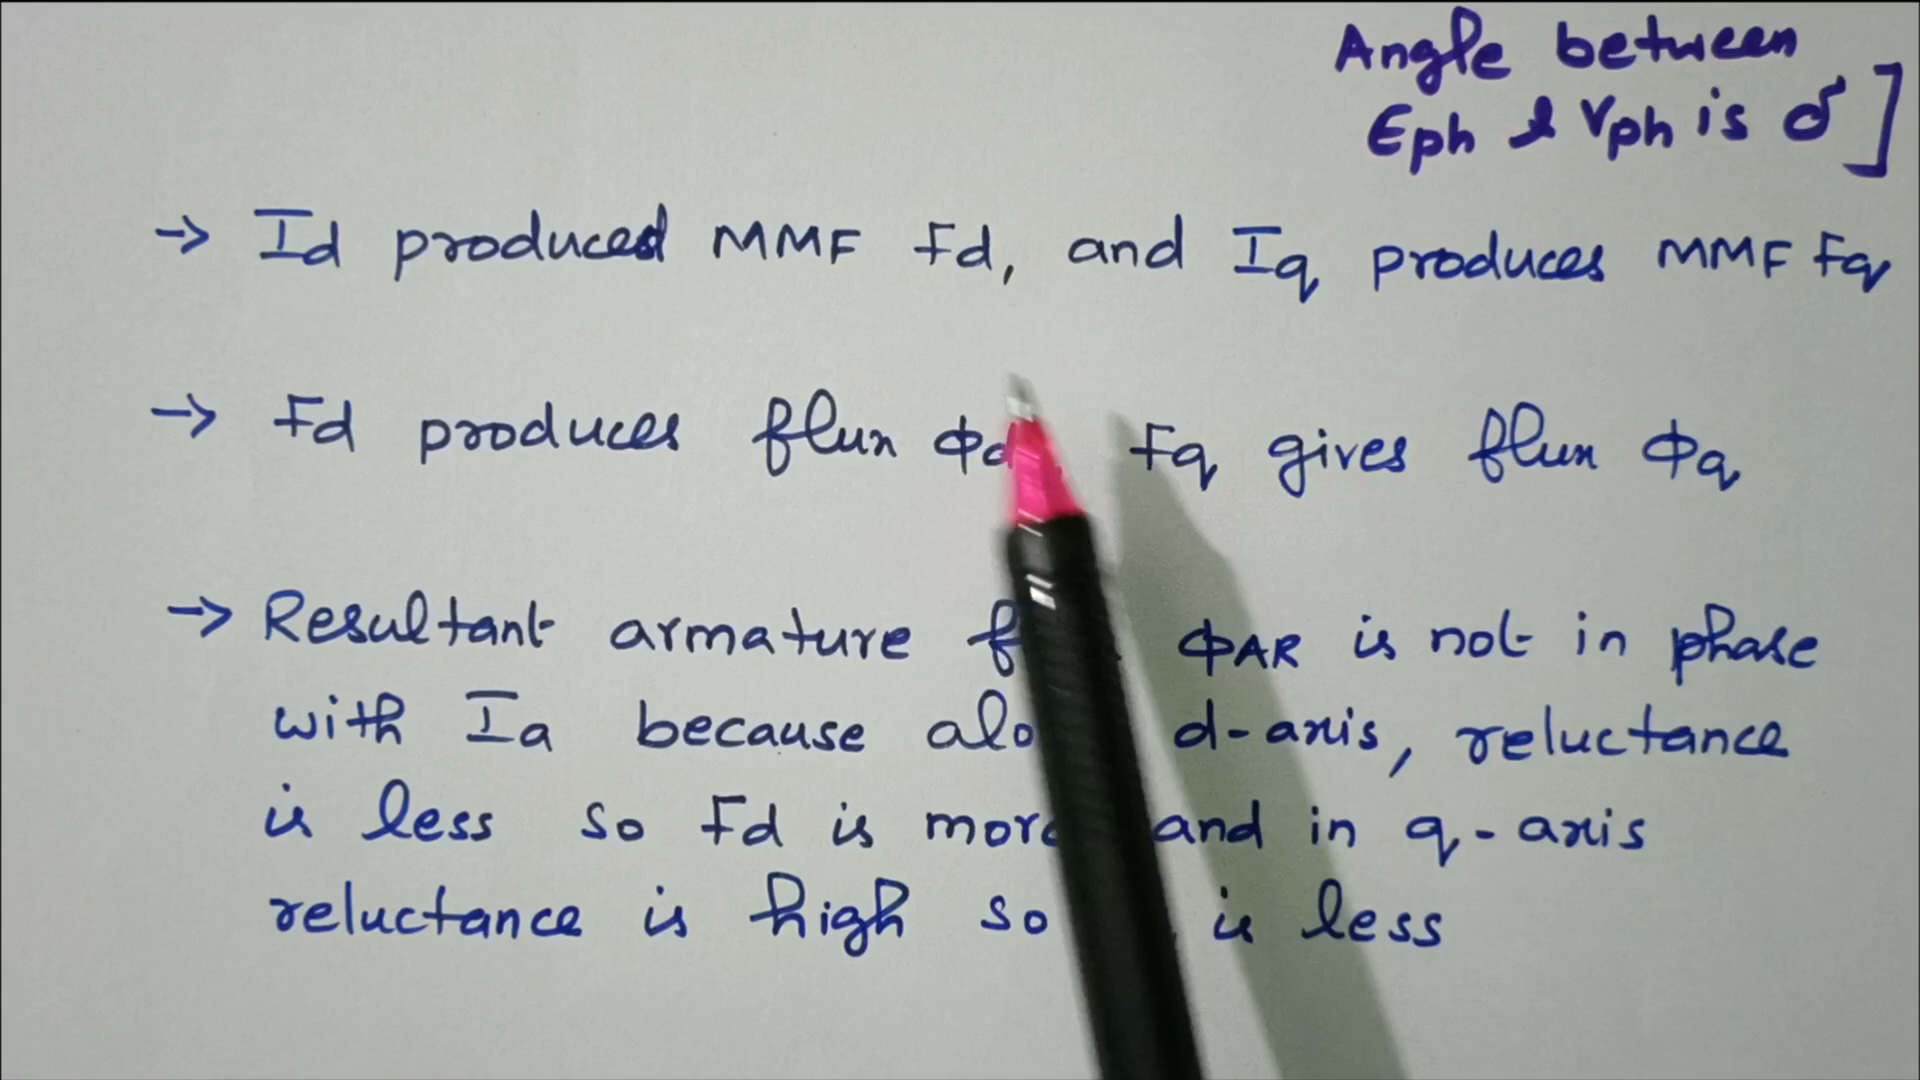 Angle between
Eph & Vph is δ]
→ Id produced MMF Fd, and Iq produces MMF Fq
→ Fd produces flux Φd Fq gives flux Φq
→ Resultant armature ΦAR is not in phase
with Ia because d-axis, reluctance
is less so Fd is more and in q-axis
reluctance is high so is less